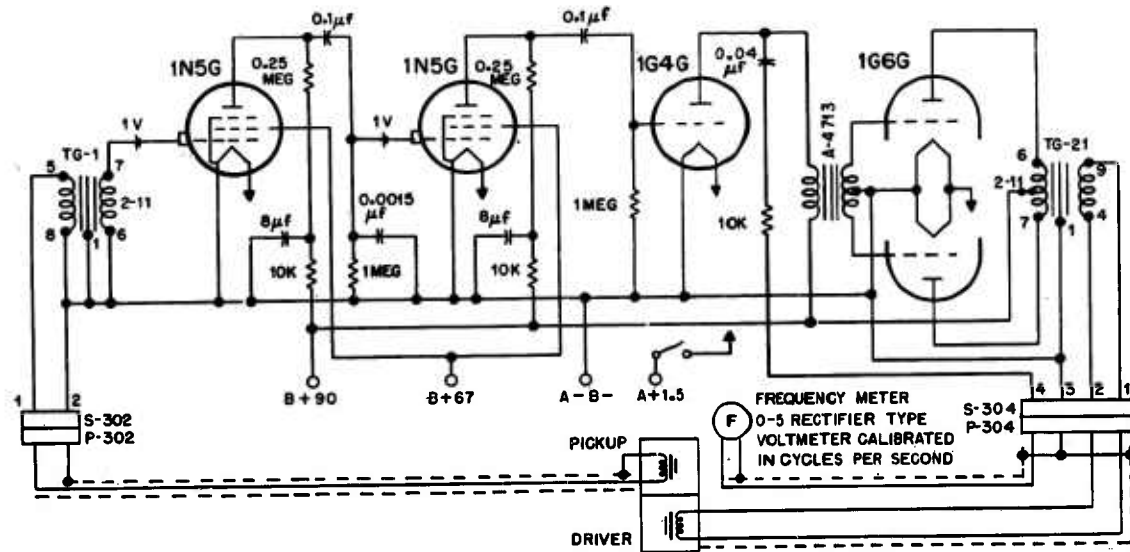 0.1µf
0.1µf
1N5G
0.25
MEG
1N5G
0.25
MEG
1G4G
0.04
µf
1G6G
1V
1V
A-4713
TG-1
5
7
2-11
8
1
6
TG-21
6
9
2-11
7
1
4
8µf
0.0015
µf
8µf
1MEG
10K
10K
1MEG
10K
B+90
B+67
A-B-
A+1.5
1
2
S-302
P-302
4
3
2
1
S-304
P-304
F
FREQUENCY METER
0-5 RECTIFIER TYPE
VOLTMETER CALIBRATED
IN CYCLES PER SECOND
PICKUP
DRIVER